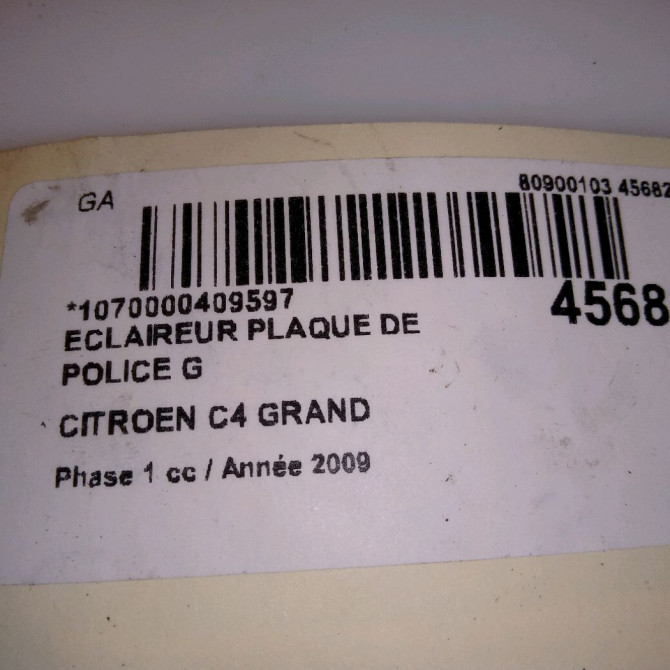 GA
80900103 45682
*1070000409597
4568
ECLAIREUR PLAQUE DE
POLICE G
CITROEN C4 GRAND
Phase 1 cc / Année 2009